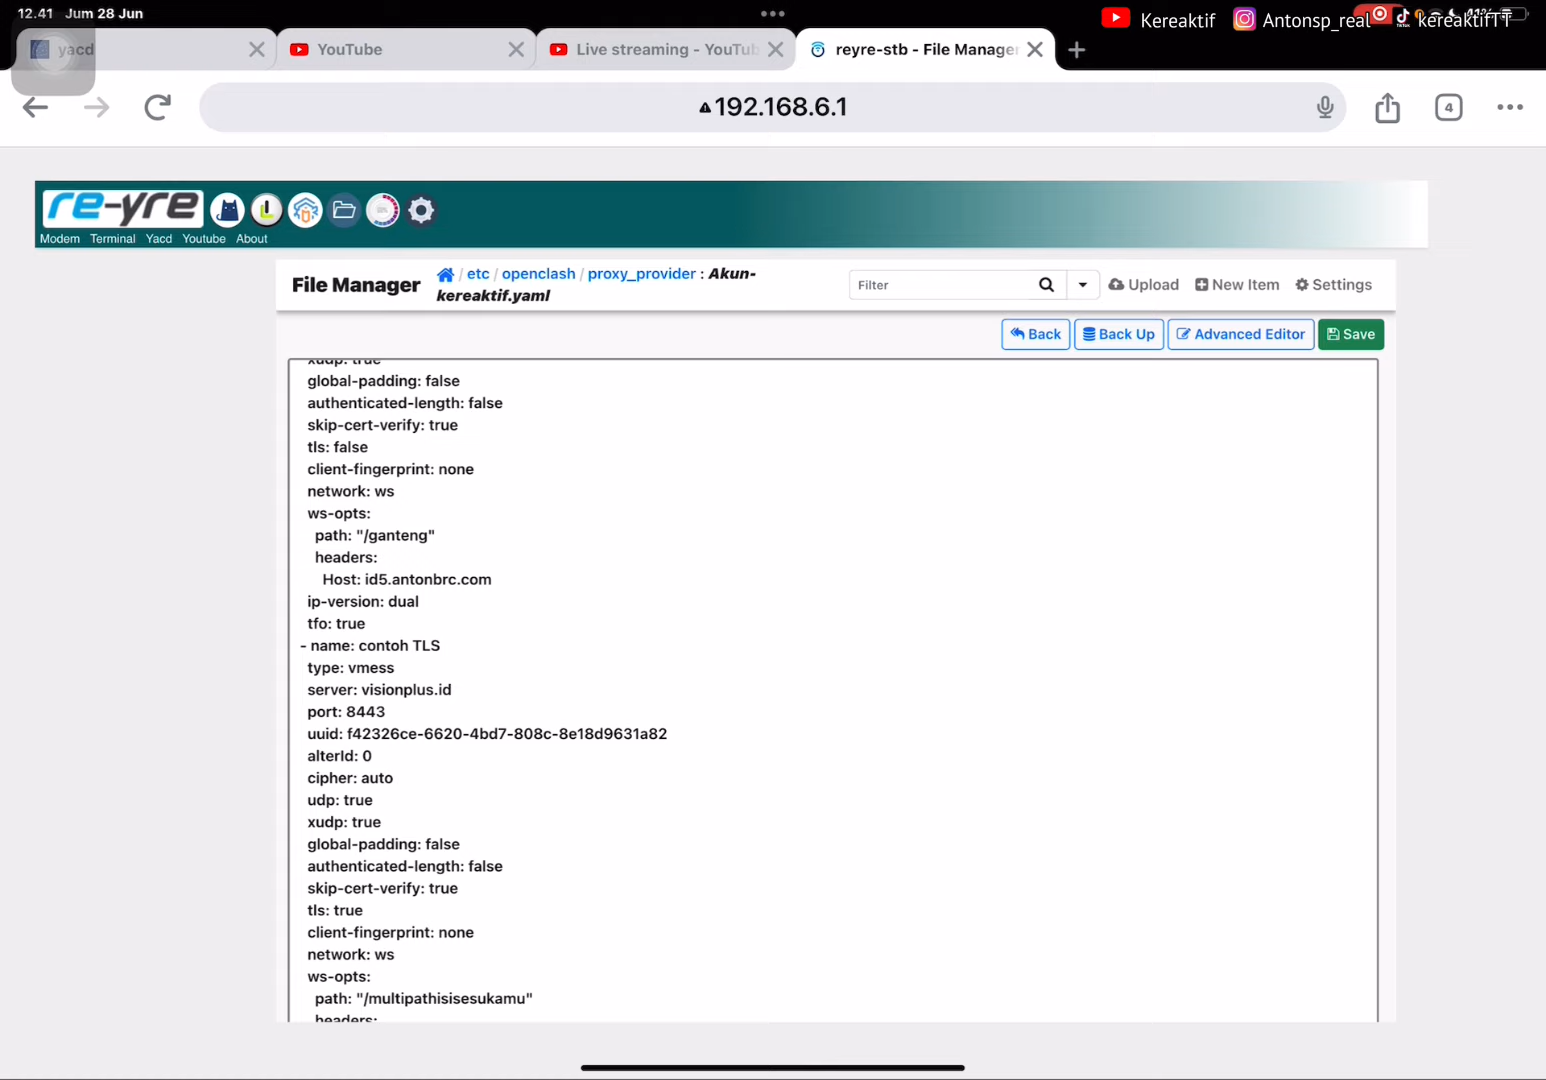 12.41 Jum 28 Jun
Kereaktif Antonsp_real kereaktifTT
yacd
YouTube
Live streaming - YouTub
reyre-stb - File Manager
192.168.6.1
4
re-yre
Modem Terminal Yacd Youtube About
File Manager
/ etc / openclash / proxy_provider : Akun-
kereaktif.yaml
Filter
Upload New Item Settings
Back Back Up Advanced Editor Save
xudp: true
global-padding: false
authenticated-length: false
skip-cert-verify: true
tls: false
client-fingerprint: none
network: ws
ws-opts:
path: "/ganteng"
headers:
Host: id5.antonbrc.com
ip-version: dual
tfo: true
- name: contoh TLS
type: vmess
server: visionplus.id
port: 8443
uuid: f42326ce-6620-4bd7-808c-8e18d9631a82
alterId: 0
cipher: auto
udp: true
xudp: true
global-padding: false
authenticated-length: false
skip-cert-verify: true
tls: true
client-fingerprint: none
network: ws
ws-opts:
path: "/multipathisisesukamu"
headers: